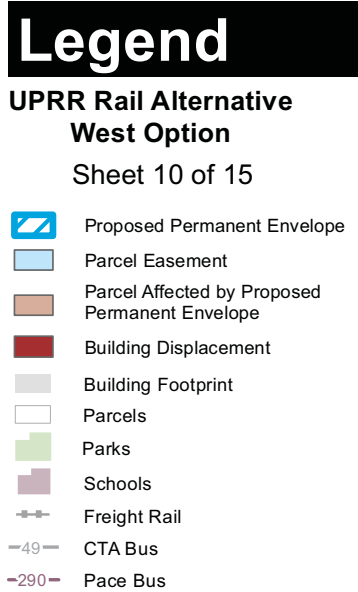 Legend
UPRR Rail Alternative
West Option
Sheet 10 of 15
Proposed Permanent Envelope
Parcel Easement
Parcel Affected by Proposed
Permanent Envelope
Building Displacement
Building Footprint
Parcels
Parks
Schools
Freight Rail
49 CTA Bus
290 Pace Bus